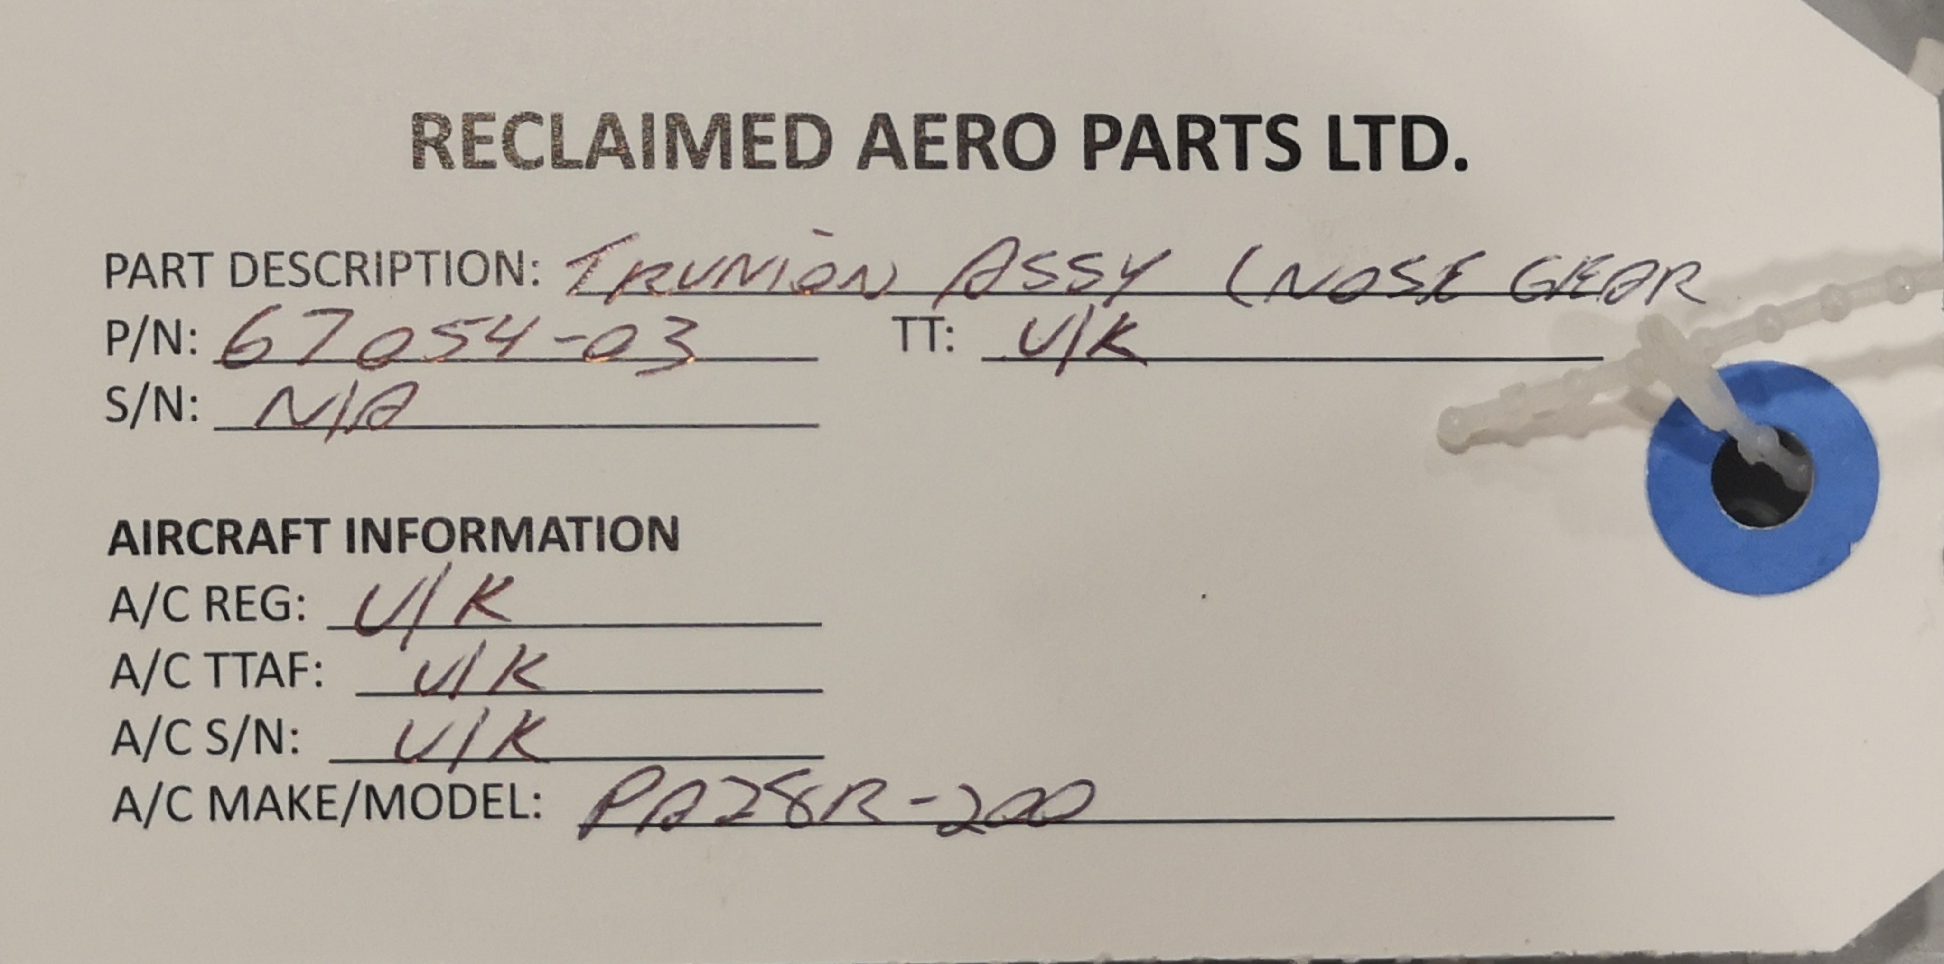 RECLAIMED AERO PARTS LTD.
PART DESCRIPTION: TRUNION ASSY (NOSE GEAR
P/N: 67054-03 TT: U/K
S/N: N/A
AIRCRAFT INFORMATION
A/C REG: U/K
A/C TTAF: U/K
A/C S/N: U/K
A/C MAKE/MODEL: PA28R-200